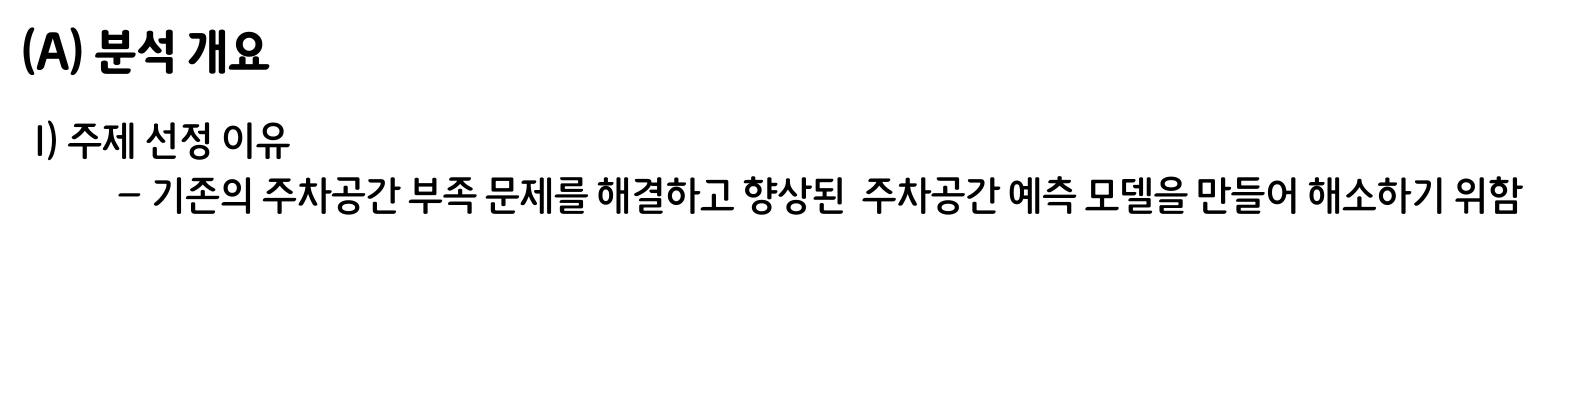 (A) 분석 개요
1) 주제 선정 이유
- 기존의 주차공간 부족 문제를 해결하고 향상된  주차공간 예측 모델을 만들어 해소하기 위함